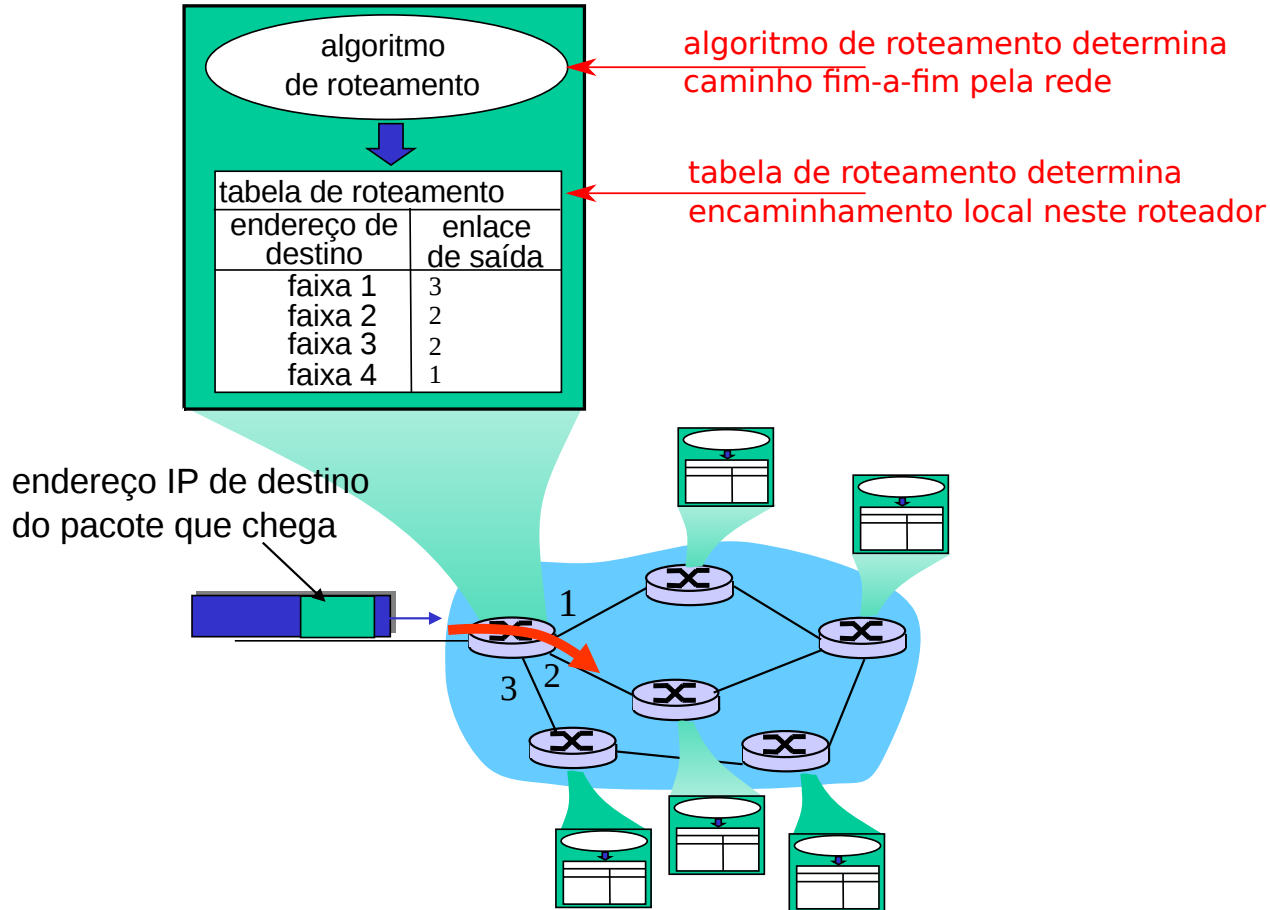 algoritmo
de roteamento
algoritmo de roteamento determina
caminho fim-a-fim pela rede
tabela de roteamento determina
encaminhamento local neste roteador
tabela de roteamento
endereço de
destino
enlace
de saída
faixa 1 3
faixa 2 2
faixa 3 2
faixa 4 1
endereço IP de destino
do pacote que chega
1
2
3